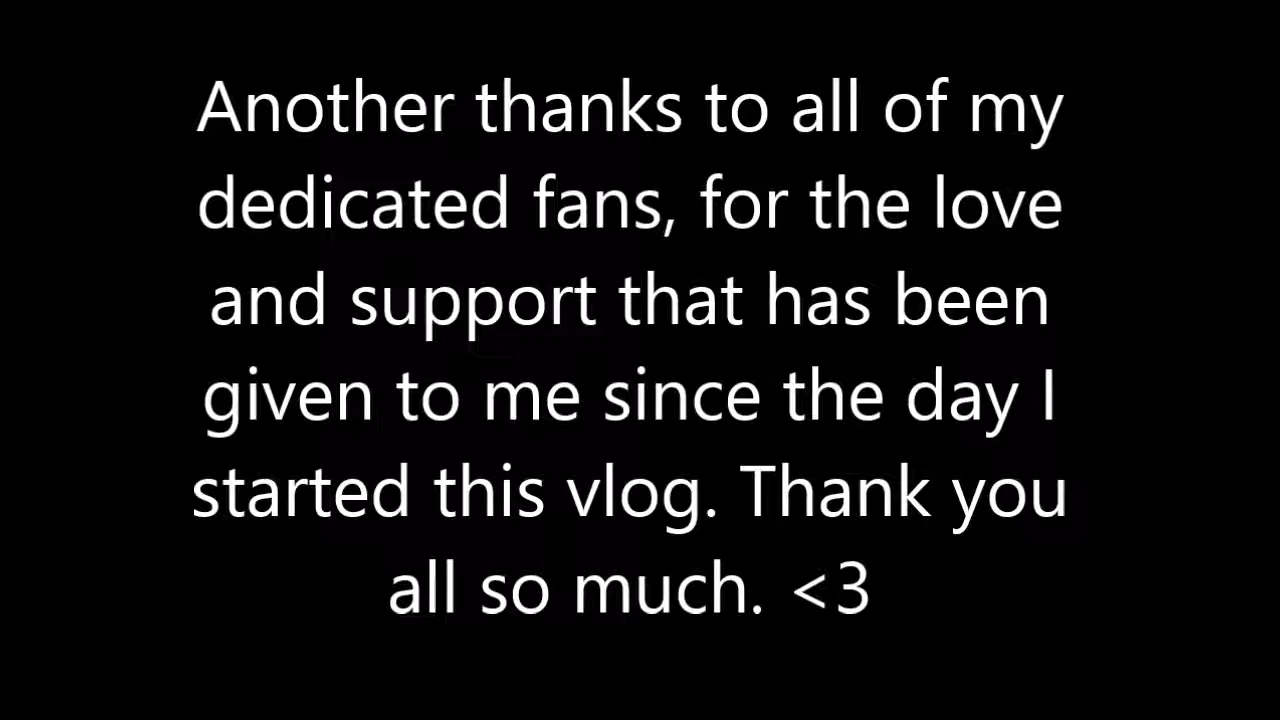 Another thanks to all of my
dedicated fans, for the love
and support that has been
given to me since the day I
started this vlog. Thank you
all so much. <3